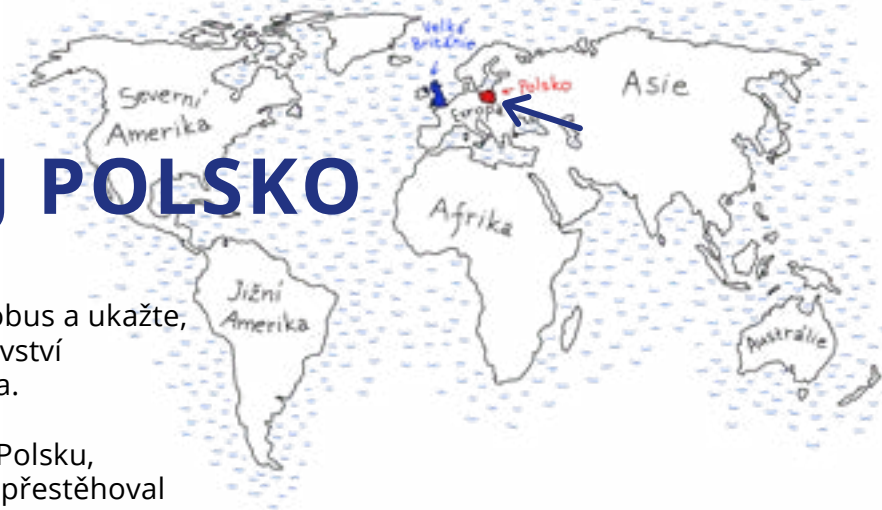 Velká
Británie
Polsko
Asie
Severní
Amerika
Evropa
J POLSKO
Afrika
obus a ukažte,
vství
a.
Jižní
Amerika
Austrálie
Polsku,
přestěhoval